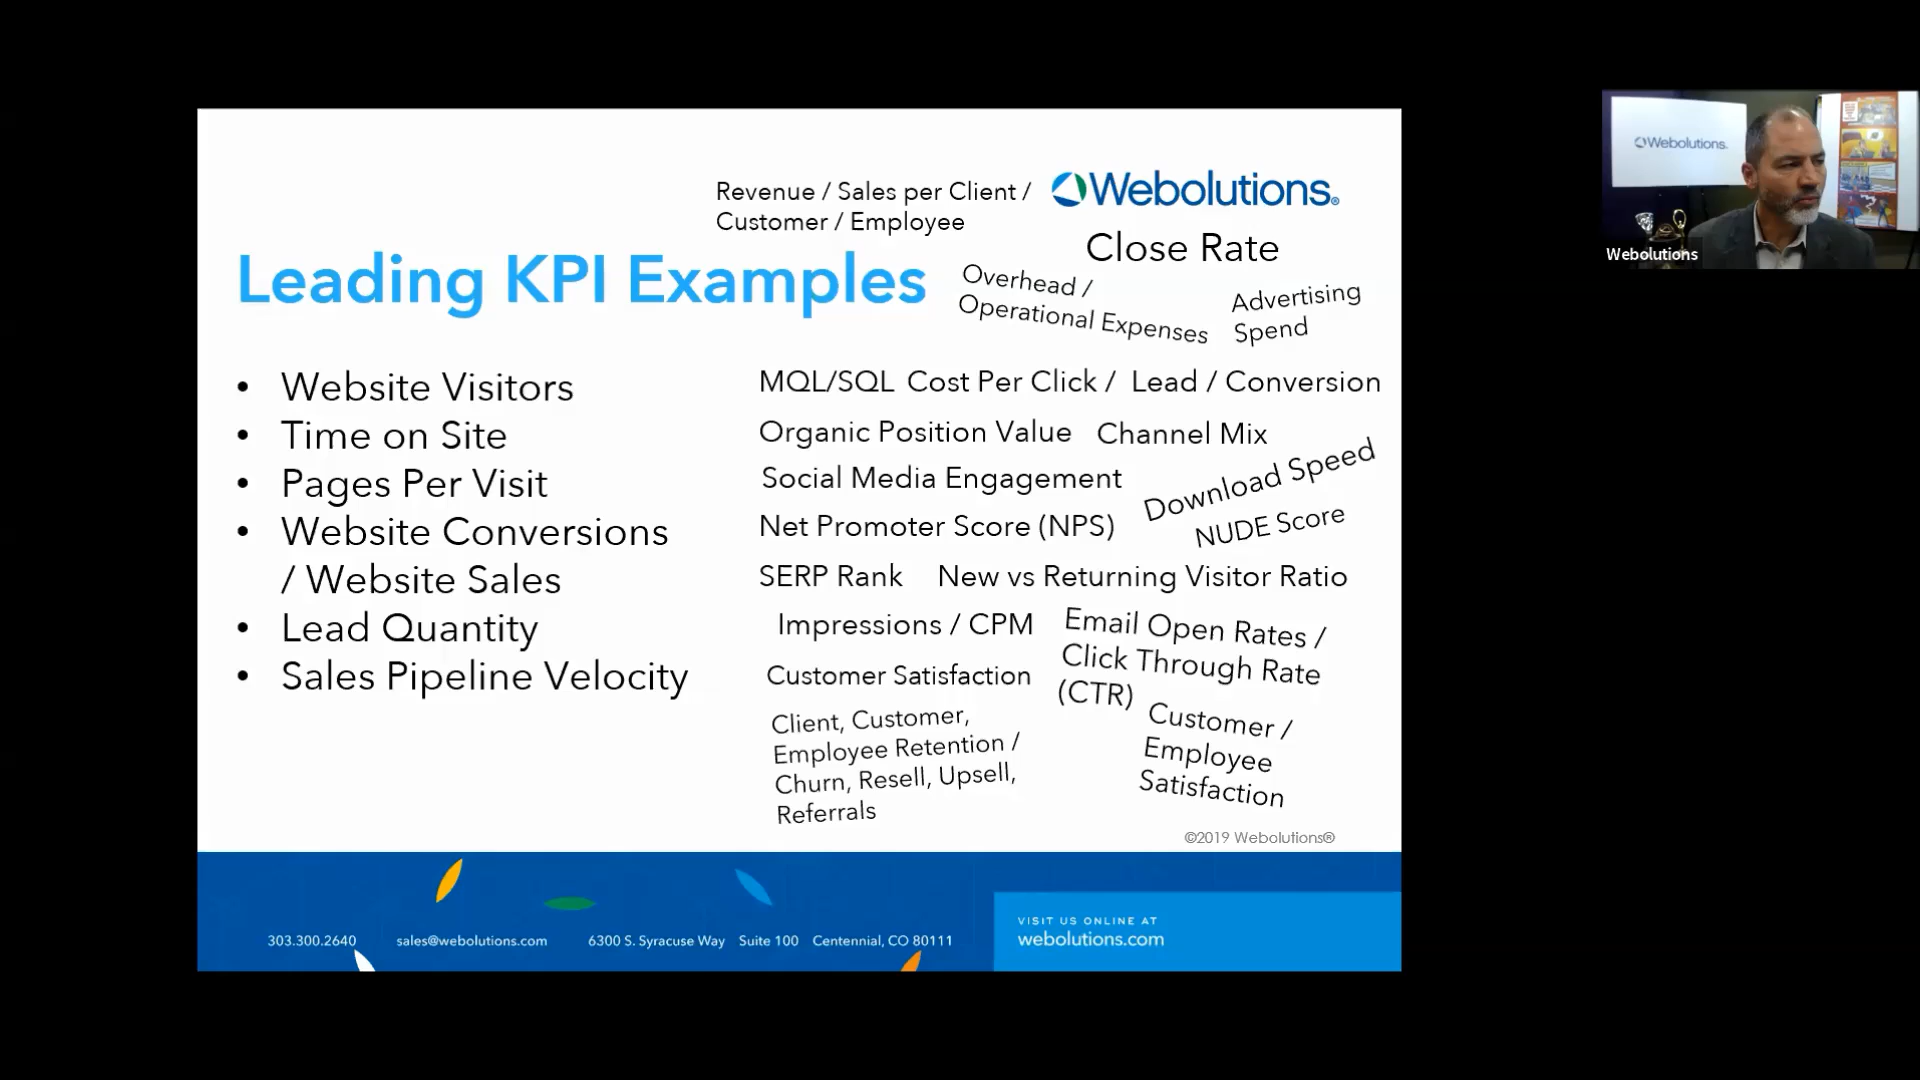 Revenue / Sales per Client /
Customer / Employee
Webolutions®
Close Rate
Leading KPI Examples
Overhead /
Operational Expenses
Advertising
Spend
• Website Visitors
• Time on Site
• Pages Per Visit
• Website Conversions
/ Website Sales
• Lead Quantity
• Sales Pipeline Velocity
MQL/SQL Cost Per Click / Lead / Conversion
Organic Position Value Channel Mix
Social Media Engagement
Download Speed
Net Promoter Score (NPS)
NUDE Score
SERP Rank New vs Returning Visitor Ratio
Impressions / CPM
Email Open Rates /
Click Through Rate
(CTR)
Customer Satisfaction
Client, Customer,
Employee Retention /
Churn, Resell, Upsell,
Referrals
Customer /
Employee
Satisfaction
©2019 Webolutions®
303.300.2640 sales@webolutions.com 6300 S. Syracuse Way Suite 100 Centennial, CO 80111
VISIT US ONLINE AT
webolutions.com
Webolutions.
Webolutions